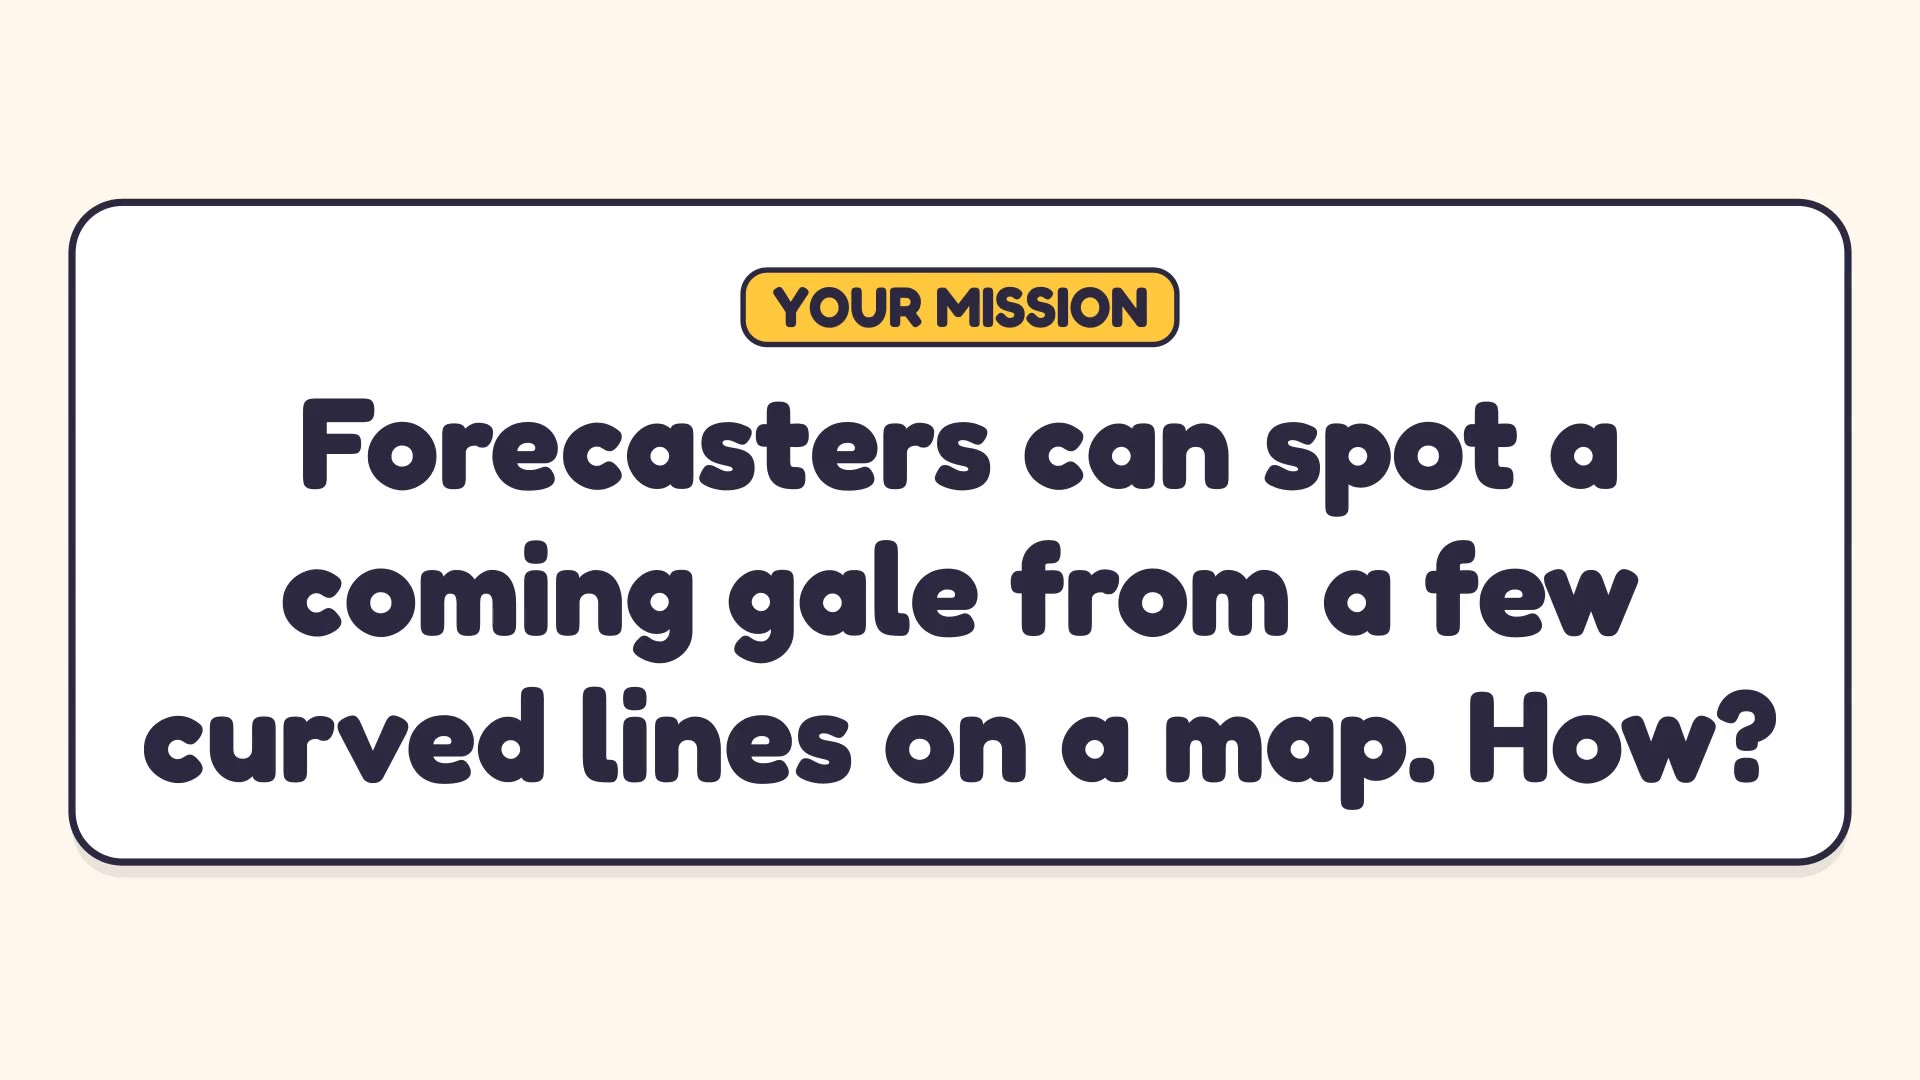 YOUR MISSION
Forecasters can spot a
coming gale from a few
curved lines on a map. How?